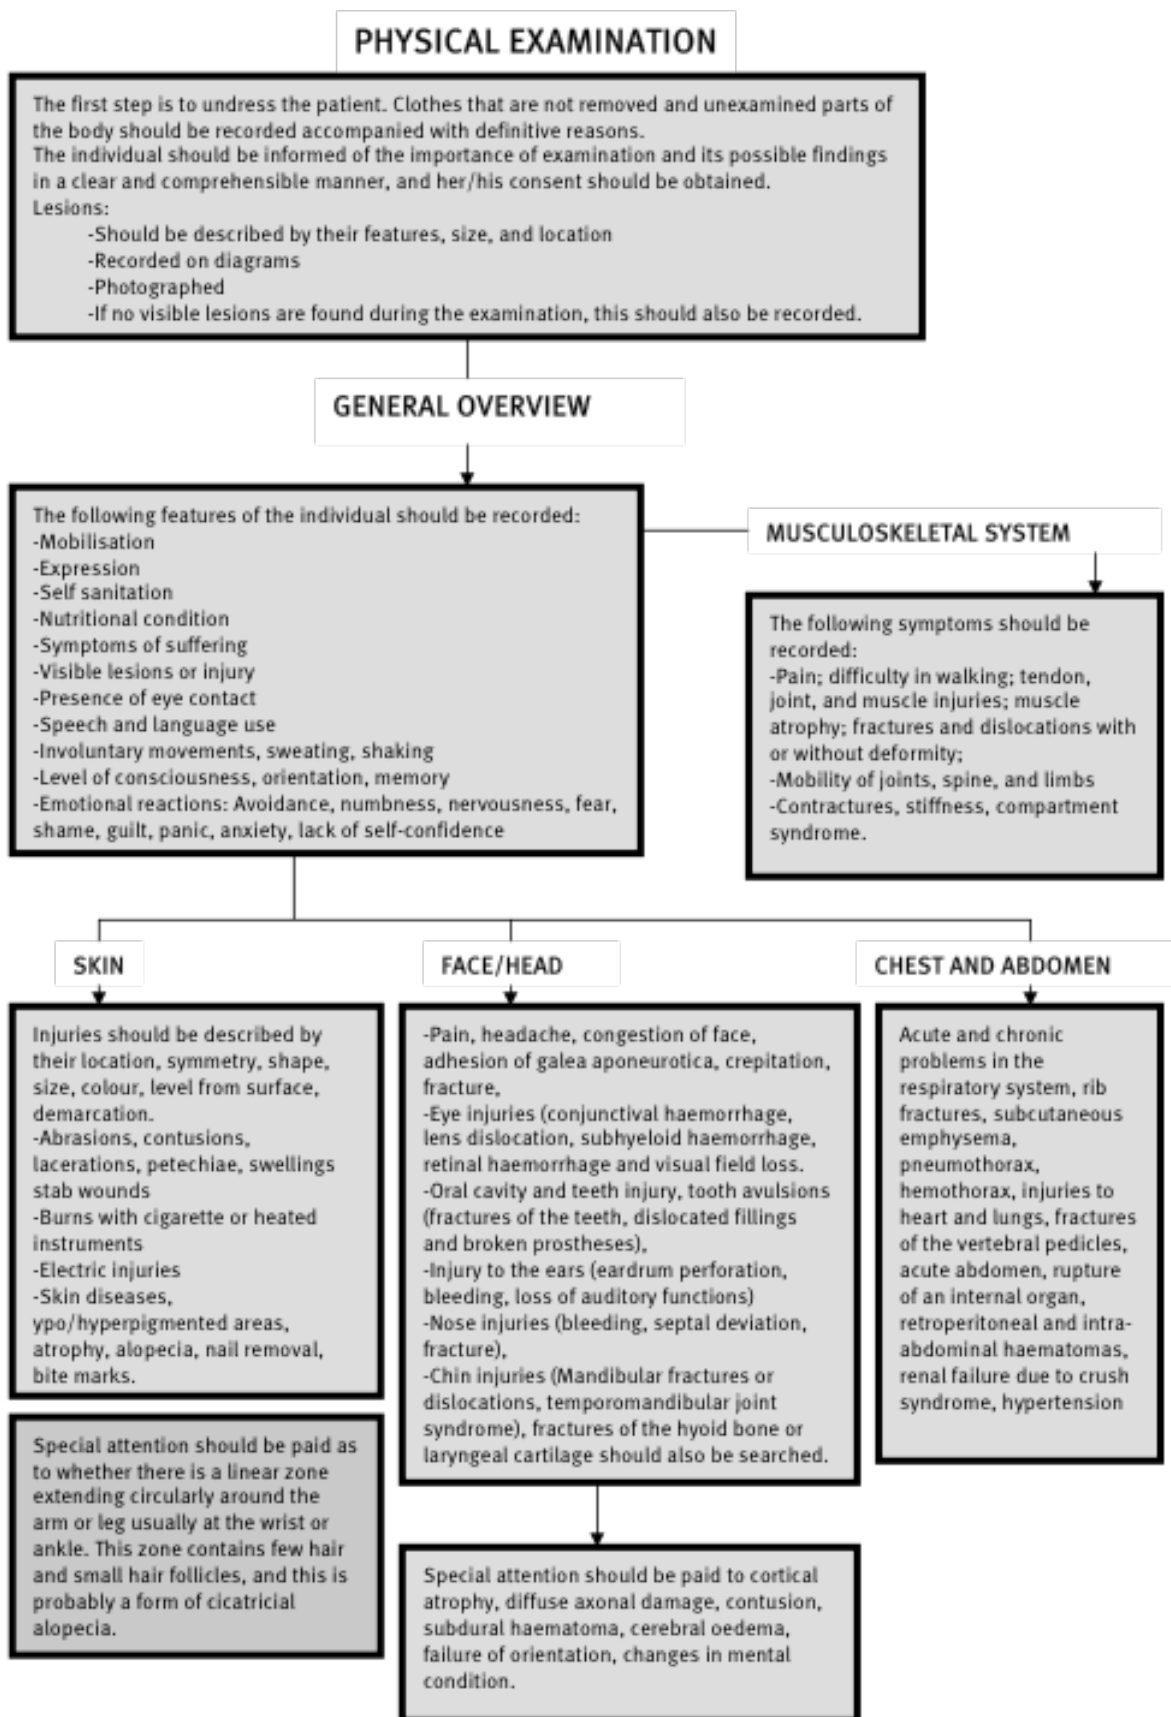 PHYSICAL EXAMINATION
The first step is to undress the patient. Clothes that are not removed and unexamined parts of
the body should be recorded accompanied with definitive reasons.
The individual should be informed of the importance of examination and its possible findings
in a clear and comprehensible manner, and her/his consent should be obtained.
Lesions:
-Should be described by their features, size, and location
-Recorded on diagrams
-Photographed
-If no visible lesions are found during the examination, this should also be recorded.
GENERAL OVERVIEW
The following features of the individual should be recorded:
-Mobilisation
-Expression
-Self sanitation
-Nutritional condition
-Symptoms of suffering
-Visible lesions or injury
-Presence of eye contact
-Speech and language use
-Involuntary movements, sweating, shaking
-Level of consciousness, orientation, memory
-Emotional reactions: Avoidance, numbness, nervousness, fear,
shame, guilt, panic, anxiety, lack of self-confidence
MUSCULOSKELETAL SYSTEM
The following symptoms should be
recorded:
-Pain; difficulty in walking; tendon,
joint, and muscle injuries; muscle
atrophy; fractures and dislocations with
or without deformity;
-Mobility of joints, spine, and limbs
-Contractures, stiffness, compartment
syndrome.
SKIN
Injuries should be described by
their location, symmetry, shape,
size, colour, level from surface,
demarcation.
-Abrasions, contusions,
lacerations, petechiae, swellings
stab wounds
-Burns with cigarette or heated
instruments
-Electric injuries
-Skin diseases,
ypo/hyperpigmented areas,
atrophy, alopecia, nail removal,
bite marks.
Special attention should be paid as
to whether there is a linear zone
extending circularly around the
arm or leg usually at the wrist or
ankle. This zone contains few hair
and small hair follicles, and this is
probably a form of cicatricial
alopecia.
FACE/HEAD
-Pain, headache, congestion of face,
adhesion of galea aponeurotica, crepitation,
fracture,
-Eye injuries (conjunctival haemorrhage,
lens dislocation, subhyeloid haemorrhage,
retinal haemorrhage and visual field loss.
-Oral cavity and teeth injury, tooth avulsions
(fractures of the teeth, dislocated fillings
and broken prostheses),
-Injury to the ears (eardrum perforation,
bleeding, loss of auditory functions)
-Nose injuries (bleeding, septal deviation,
fracture),
-Chin injuries (Mandibular fractures or
dislocations, temporomandibular joint
syndrome), fractures of the hyoid bone or
laryngeal cartilage should also be searched.
Special attention should be paid to cortical
atrophy, diffuse axonal damage, contusion,
subdural haematoma, cerebral oedema,
failure of orientation, changes in mental
condition.
CHEST AND ABDOMEN
Acute and chronic
problems in the
respiratory system, rib
fractures, subcutaneous
emphysema,
pneumothorax,
hemothorax, injuries to
heart and lungs, fractures
of the vertebral pedicles,
acute abdomen, rupture
of an internal organ,
retroperitoneal and intra-
abdominal haematomas,
renal failure due to crush
syndrome, hypertension